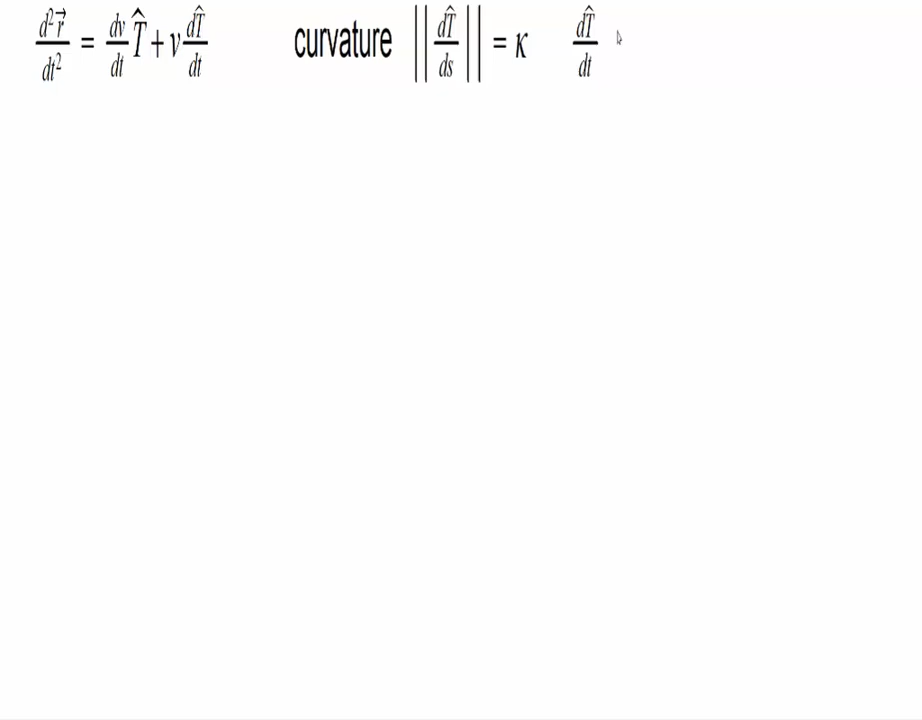 d²r⃗/dt² = dv/dt T̂ + v dT̂/dt curvature ||dT̂/ds|| = κ dT̂/dt